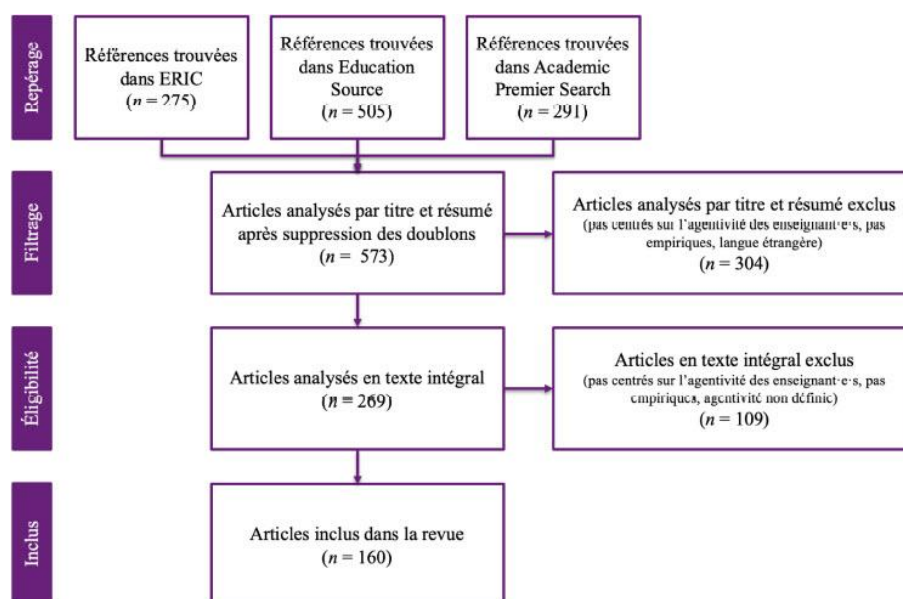 Repérage
Références trouvées
dans ERIC
(n = 275)
Références trouvées
dans Education
Source
(n = 505)
Références trouvées
dans Academic
Premier Search
(n = 291)
Filtrage
Articles analysés par titre et résumé
après suppression des doublons
(n = 573)
Articles analysés par titre et résumé exclus
(pas centrés sur l'agentivité des enseignant·e·s, pas
empiriques, langue étrangère)
(n = 304)
Éligibilité
Articles analysés en texte intégral
(n = 269)
Articles en texte intégral exclus
(pas centrés sur l'agentivité des enseignant·e·s, pas
empiriques, agentivité non définie)
(n = 109)
Inclus
Articles inclus dans la revue
(n = 160)